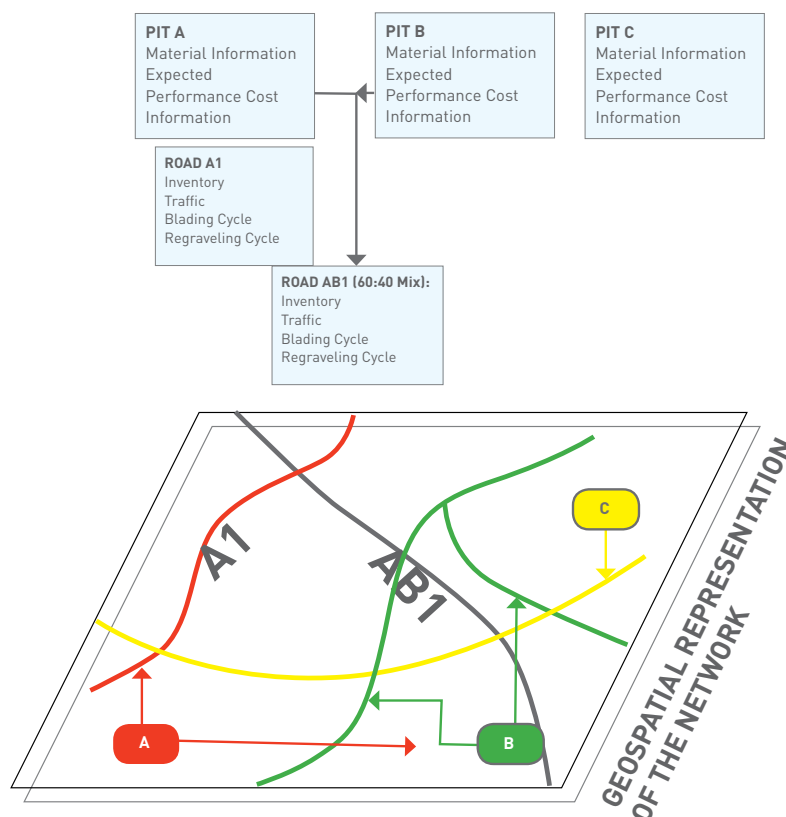 PIT A
Material Information
Expected
Performance Cost
Information
PIT B
Material Information
Expected
Performance Cost
Information
PIT C
Material Information
Expected
Performance Cost
Information
ROAD A1
Inventory
Traffic
Blading Cycle
Regraveling Cycle
ROAD AB1 (60:40 Mix):
Inventory
Traffic
Blading Cycle
Regraveling Cycle
A1
AB1
C
A
B
GEOSPATIAL REPRESENTATION
OF THE NETWORK